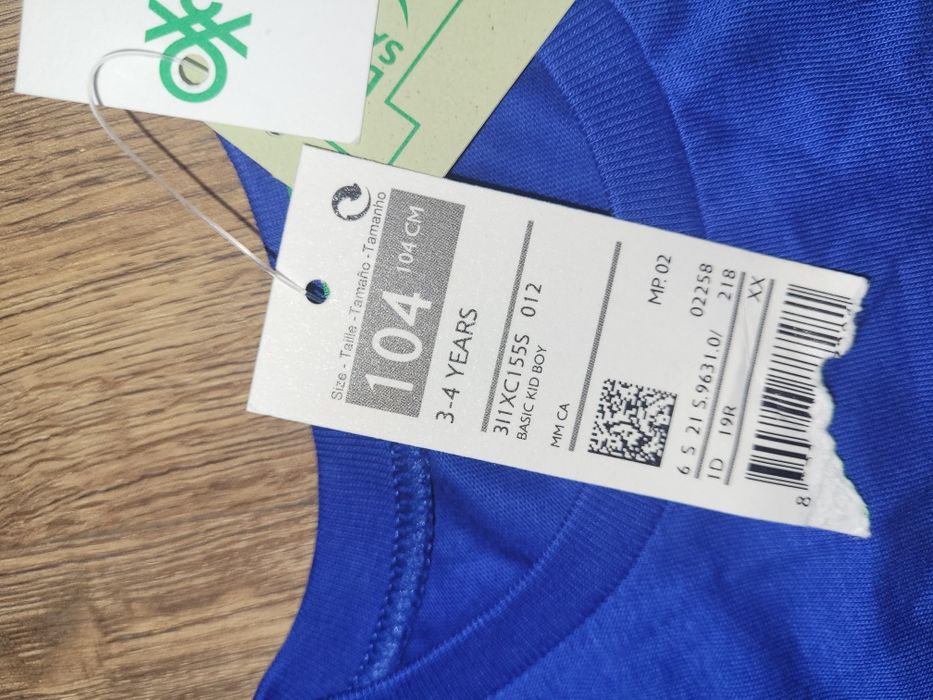 Size - Taille - Tamaño - Tamanho
104 104 CM
3-4 YEARS
3I1XC155S 012
BASIC KID BOY
MM CA
MP. 02
6 S 21 S.9631.0/ 02258
ID 19R 218
XX
8